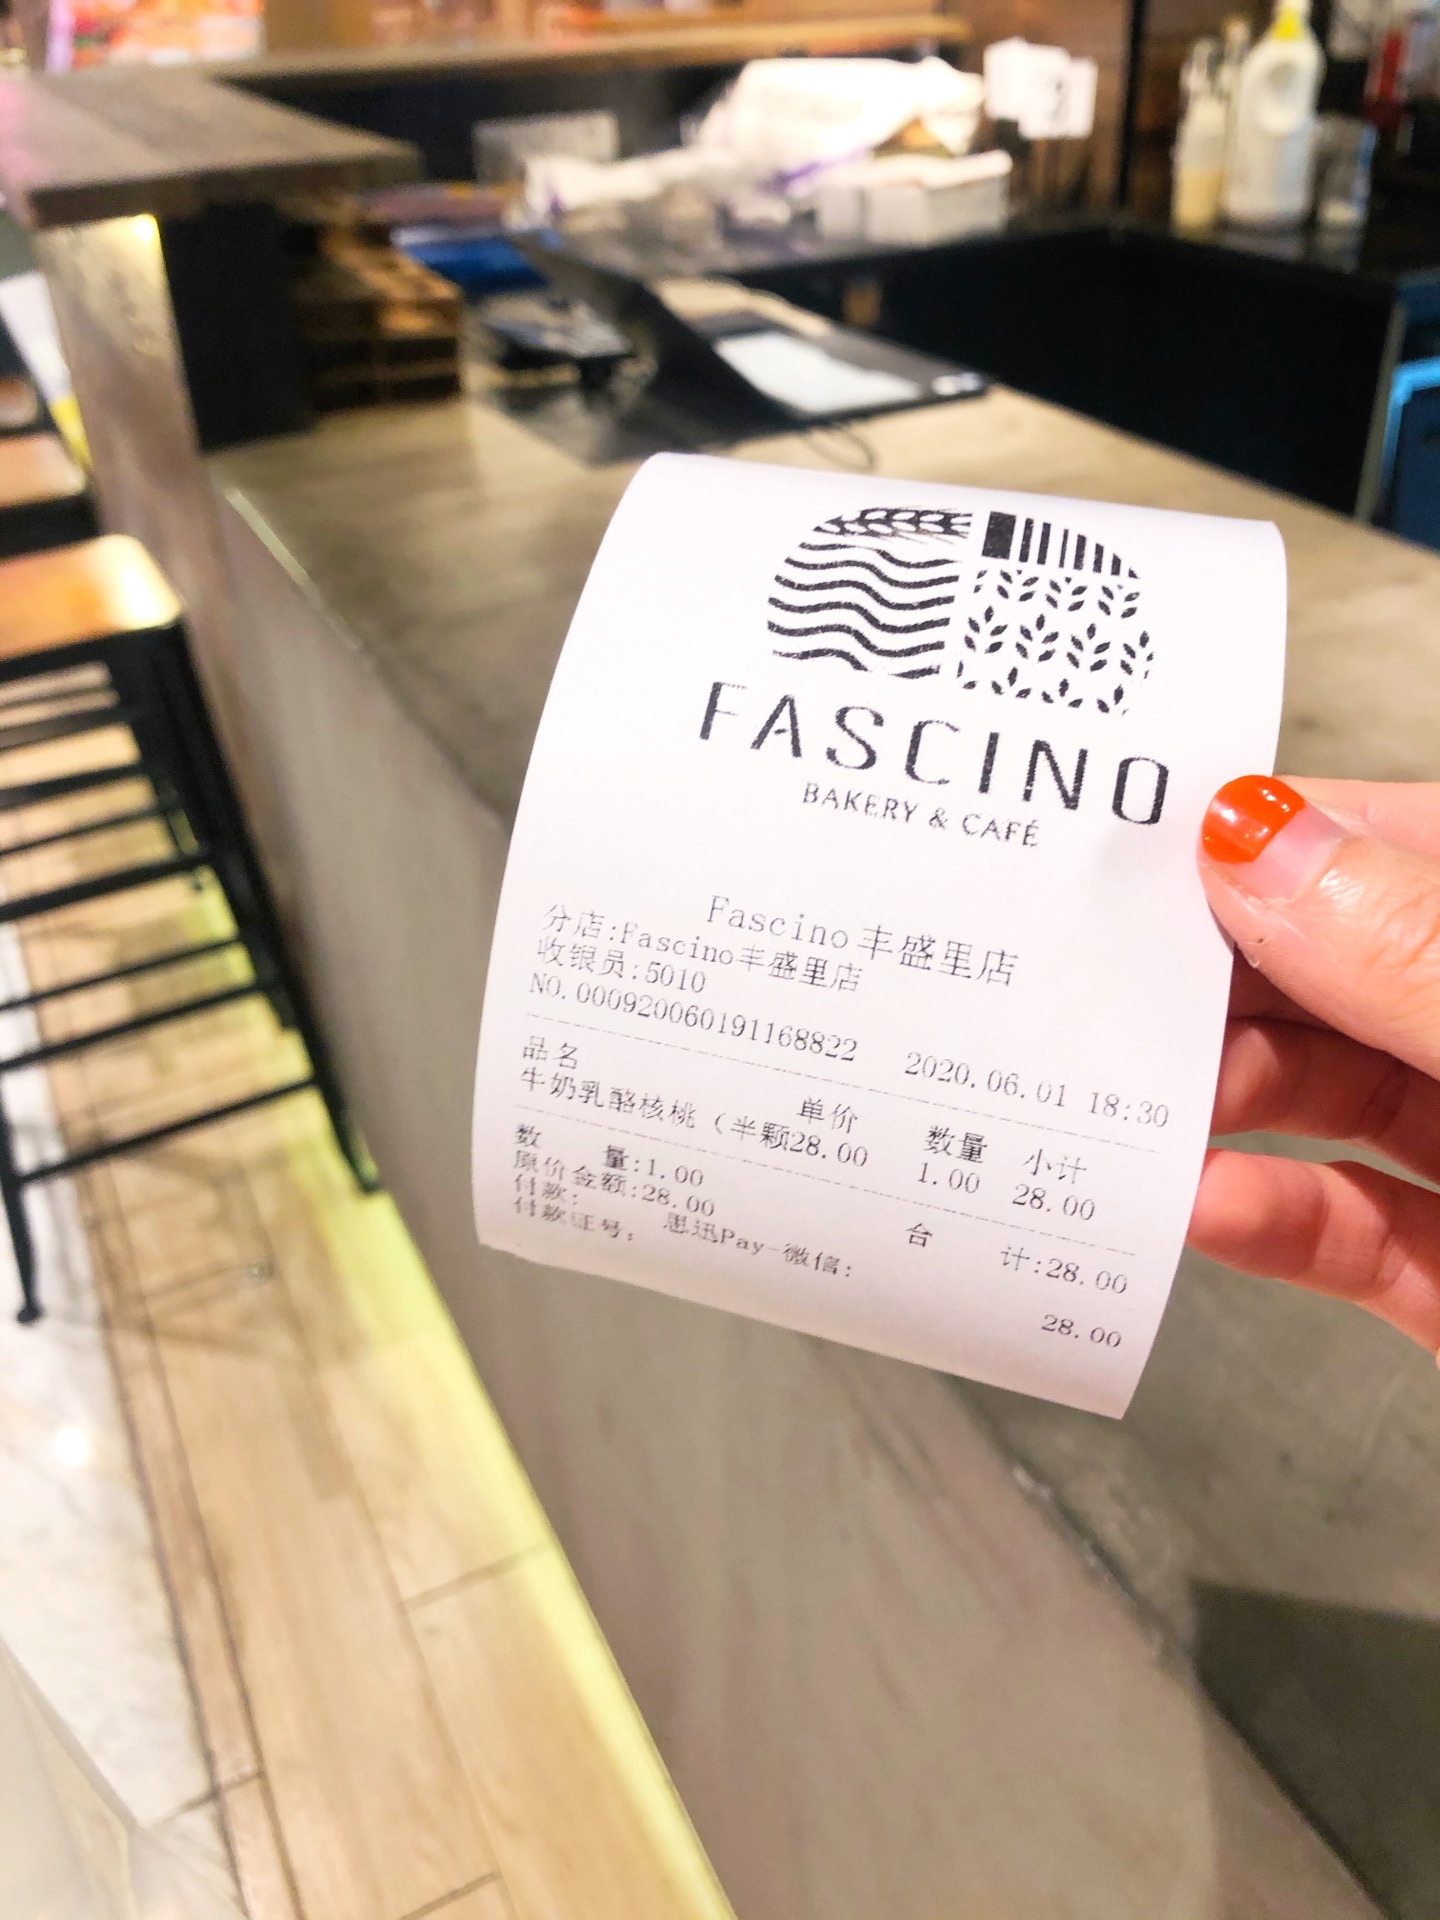 FASCINO
BAKERY & CAFÉ
Fascino丰盛里店
分店:Fascino丰盛里店
收银员:5010
NO. 000920060191168822 2020.06.01 18:30
品名 单价 数量 小计
牛奶乳酪核桃（半颗28.00 1.00 28.00
数 量:1.00 合 计:28.00
原价金额:28.00
付款: 思迅Pay-微信: 28.00
付款证号: